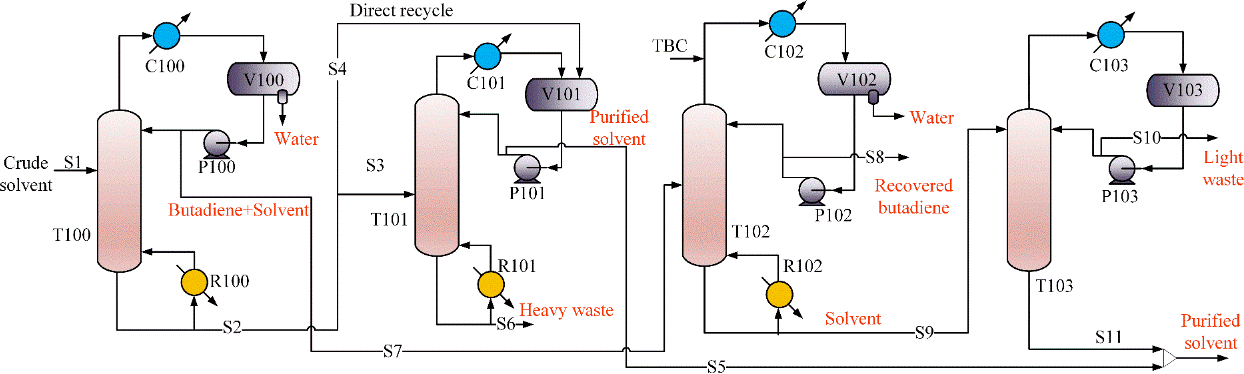 Direct recycle
C100
V100
Water
S4
C101
V101
Purified
solvent
TBC
C102
V102
Water
C103
V103
S10
Light
waste
Crude
solvent
S1
P100
S3
P101
S8
Recovered
butadiene
P102
P103
Butadiene+Solvent
T100
T101
T102
T103
R100
R101
R102
Heavy waste
Solvent
S2
S6
S7
S5
S9
S11
Purified
solvent